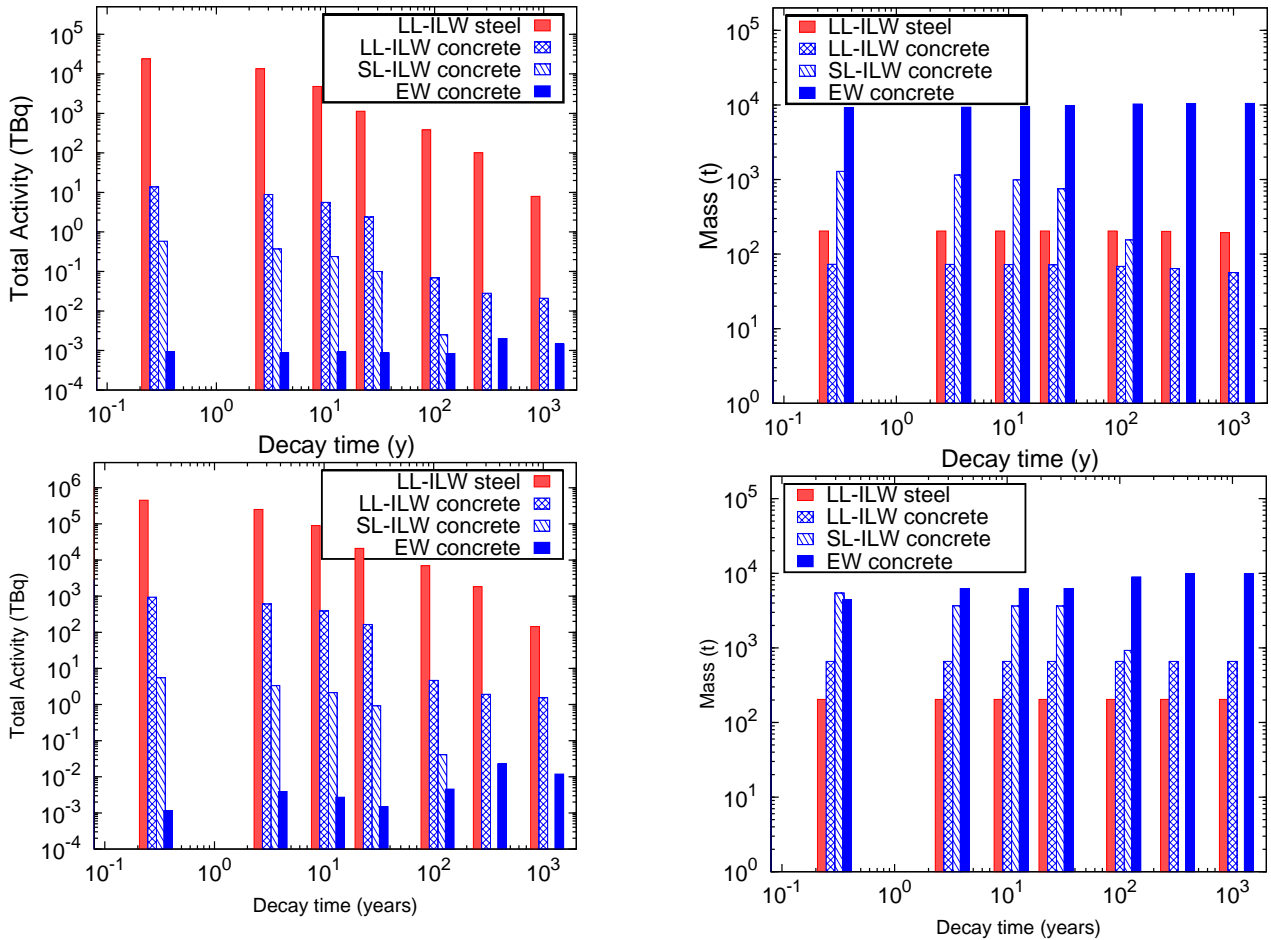 LL-ILW steel
LL-ILW concrete
SL-ILW concrete
EW concrete
10^5
10^4
10^3
10^2
10^1
10^0
10^-1
10^-2
10^-3
10^-4
Total Activity (TBq)
10^-1 10^0 10^1 10^2 10^3
Decay time (y)
LL-ILW steel
LL-ILW concrete
SL-ILW concrete
EW concrete
10^5
10^4
10^3
10^2
10^1
10^0
Mass (t)
10^-1 10^0 10^1 10^2 10^3
Decay time (y)
LL-ILW steel
LL-ILW concrete
SL-ILW concrete
EW concrete
10^6
10^5
10^4
10^3
10^2
10^1
10^0
10^-1
10^-2
10^-3
10^-4
Total Activity (TBq)
10^-1 10^0 10^1 10^2 10^3
Decay time (years)
LL-ILW steel
LL-ILW concrete
SL-ILW concrete
EW concrete
10^5
10^4
10^3
10^2
10^1
10^0
Mass (t)
10^-1 10^0 10^1 10^2 10^3
Decay time (years)